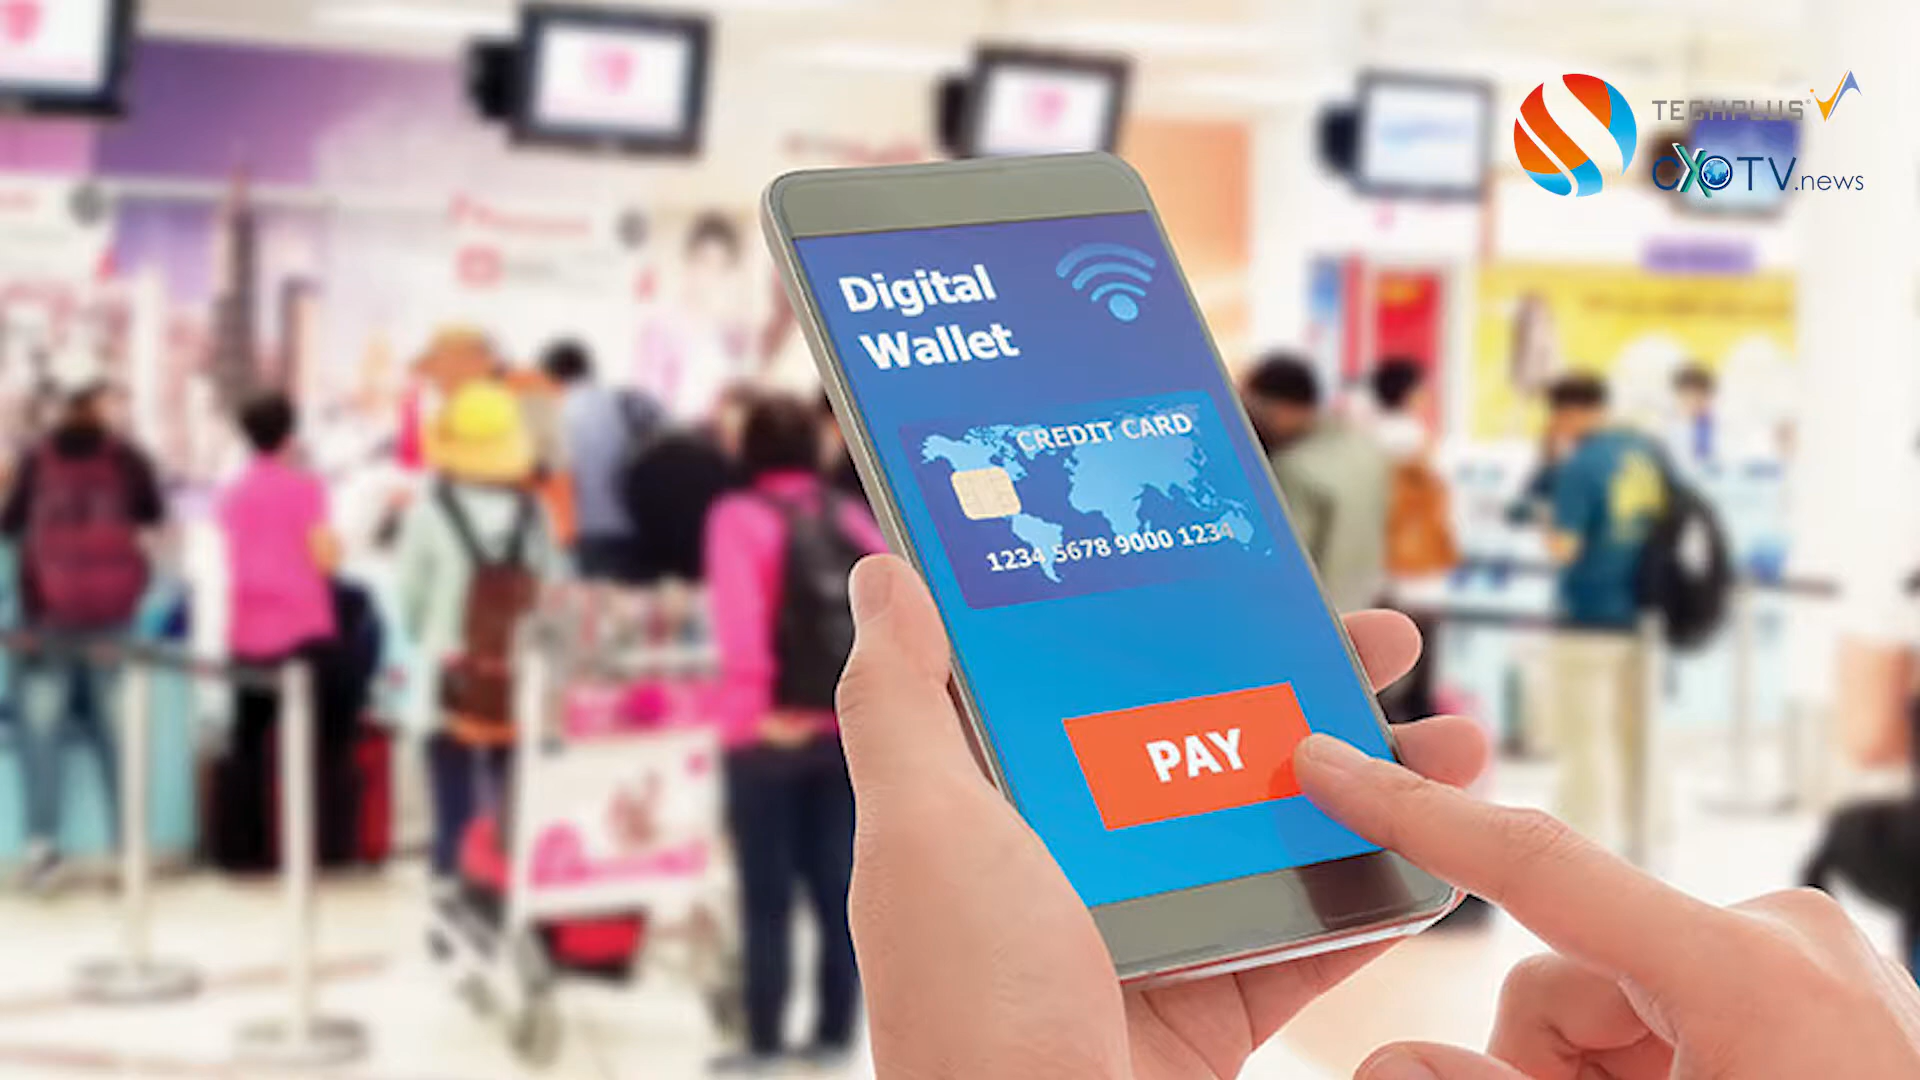 TECHPLUS
CXOTV.news
Digital
Wallet
CREDIT CARD
1234 5678 9000 1234
PAY